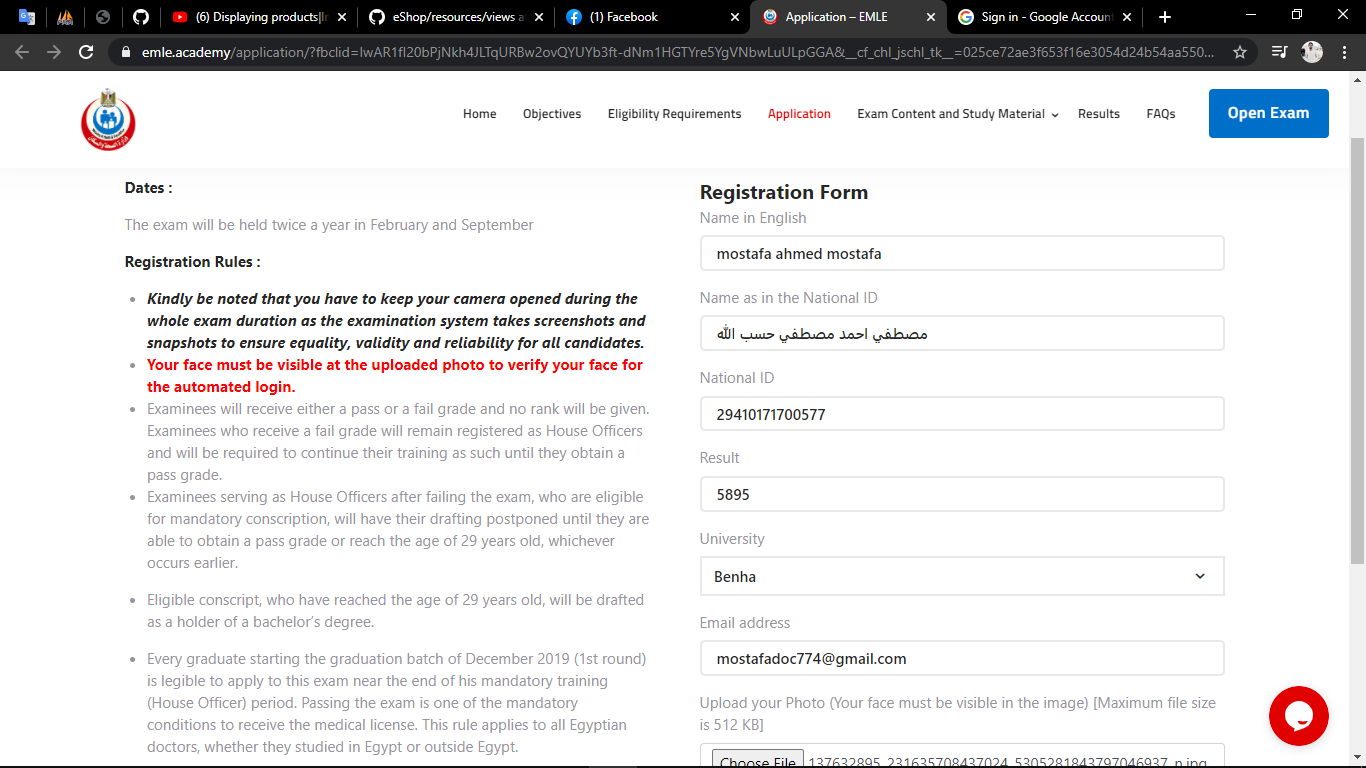 (6) Displaying products|In
eShop/resources/views a
(1) Facebook
Application – EMLE
Sign in - Google Accoun
emle.academy/application/?fbclid=IwAR1fl20bPjNkh4JLTqURBw2ovQYUYb3ft-dNm1HGTYre5YgVNbwLuULpGGA&__cf_chl_jschl_tk__=025ce72ae3f653f16e3054d24b54aa550...
Home
Objectives
Eligibility Requirements
Application
Exam Content and Study Material
Results
FAQs
Open Exam
Dates :
The exam will be held twice a year in February and September
Registration Rules :
Kindly be noted that you have to keep your camera opened during the
whole exam duration as the examination system takes screenshots and
snapshots to ensure equality, validity and reliability for all candidates.
Your face must be visible at the uploaded photo to verify your face for
the automated login.
Examinees will receive either a pass or a fail grade and no rank will be given.
Examinees who receive a fail grade will remain registered as House Officers
and will be required to continue their training as such until they obtain a
pass grade.
Examinees serving as House Officers after failing the exam, who are eligible
for mandatory conscription, will have their drafting postponed until they are
able to obtain a pass grade or reach the age of 29 years old, whichever
occurs earlier.
Eligible conscript, who have reached the age of 29 years old, will be drafted
as a holder of a bachelor’s degree.
Every graduate starting the graduation batch of December 2019 (1st round)
is legible to apply to this exam near the end of his mandatory training
(House Officer) period. Passing the exam is one of the mandatory
conditions to receive the medical license. This rule applies to all Egyptian
doctors, whether they studied in Egypt or outside Egypt.
Registration Form
Name in English
mostafa ahmed mostafa
Name as in the National ID
مصطفي احمد مصطفي حسب الله
National ID
29410171700577
Result
5895
University
Benha
Email address
mostafadoc774@gmail.com
Upload your Photo (Your face must be visible in the image) [Maximum file size
is 512 KB]
Choose File 137632895_231635708437024_5305281843797046937_n.jpg